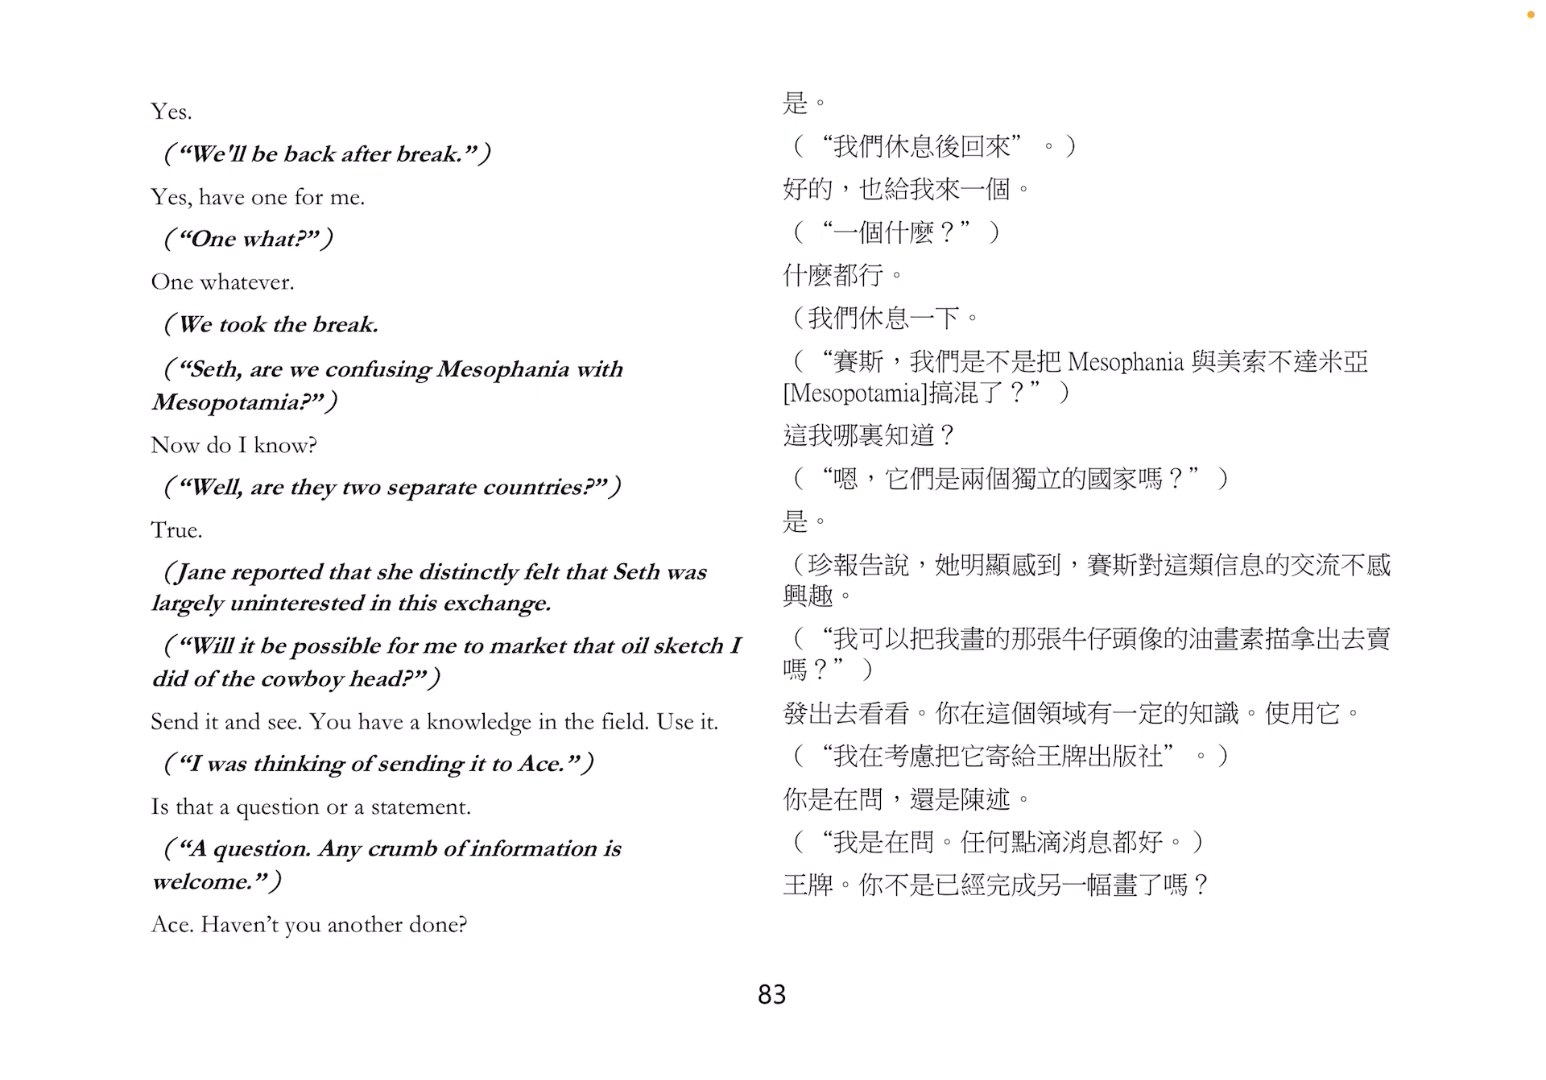 Yes.
（“We'll be back after break.”）
Yes, have one for me.
（“One what?”）
One whatever.
（We took the break.
（“Seth, are we confusing Mesophania with
Mesopotamia?”）
Now do I know?
（“Well, are they two separate countries?”）
True.
（Jane reported that she distinctly felt that Seth was
largely uninterested in this exchange.
（“Will it be possible for me to market that oil sketch I
did of the cowboy head?”）
Send it and see. You have a knowledge in the field. Use it.
（“I was thinking of sending it to Ace.”）
Is that a question or a statement.
（“A question. Any crumb of information is
welcome.”）
Ace. Haven’t you another done?
是。
（“我們休息後回來”。）
好的，也給我來一個。
（“一個什麼？”）
什麼都行。
（我們休息一下。
（“賽斯，我們是不是把 Mesophania 與美索不達米亞
[Mesopotamia]搞混了？”）
這我哪裏知道？
（“嗯，它們是兩個獨立的國家嗎？”）
是。
（珍報告說，她明顯感到，賽斯對這類信息的交流不感
興趣。
（“我可以把我畫的那張牛仔頭像的油畫素描拿出去賣
嗎？”）
發出去看看。你在這個領域有一定的知識。使用它。
（“我在考慮把它寄給王牌出版社”。）
你是在問，還是陳述。
（“我是在問。任何點滴消息都好。）
王牌。你不是已經完成另一幅畫了嗎？
83